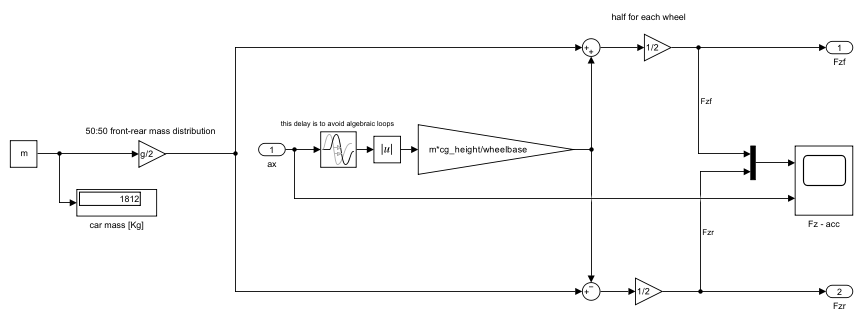 half for each wheel
1/2
1
Fzf
this delay is to avoid algebraic loops
50:50 front-rear mass distribution
Fzf
m
g/2
1
ax
|u|
m*cg_height/wheelbase
1812
car mass [Kg]
Fz - acc
Fzr
1/2
2
Fzr